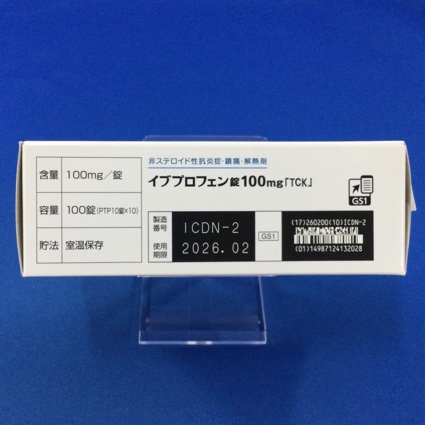 非ステロイド性抗炎症・鎮痛・解熱剤
イブプロフェン錠100mg「TCK」
GS1
含量 100mg/錠
容量 100錠(PTP10錠×10)
貯法 室温保存
製造番号 ICDN-2
使用期限 2026.02
GS1
(17)260200(10)ICDN-2
(01)14987124132028